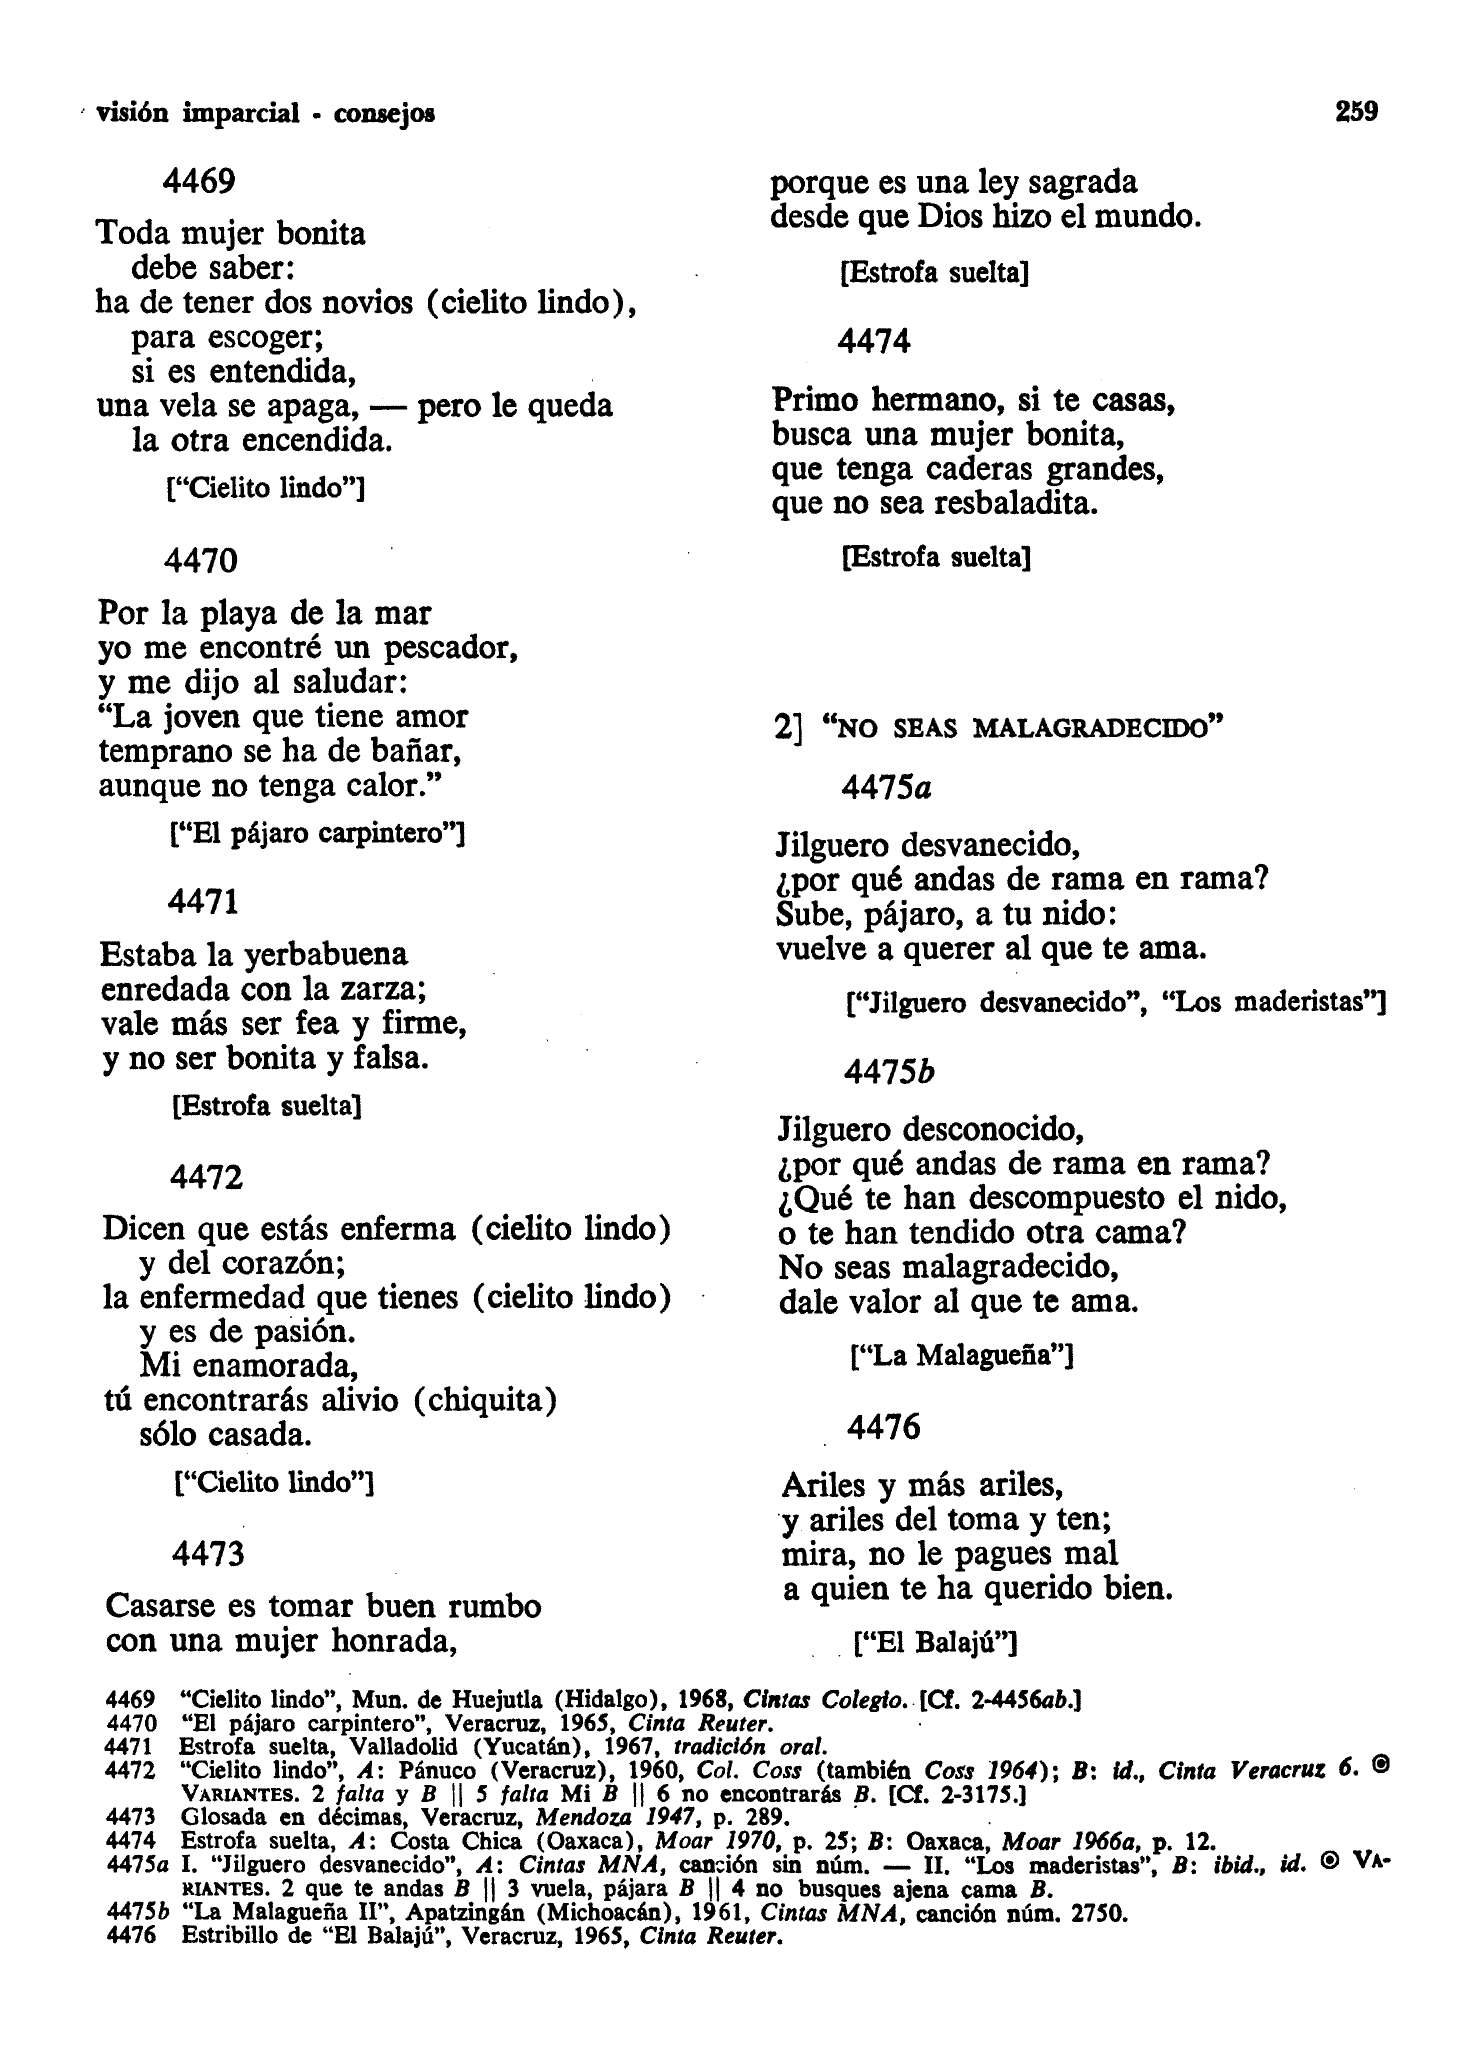 visión imparcial - consejos
259
4469
Toda mujer bonita
debe saber:
ha de tener dos novios (cielito lindo),
para escoger;
si es entendida,
una vela se apaga, — pero le queda
la otra encendida.
[“Cielito lindo”]
4470
Por la playa de la mar
yo me encontré un pescador,
y me dijo al saludar:
“La joven que tiene amor
temprano se ha de bañar,
aunque no tenga calor.”
[“El pájaro carpintero”]
4471
Estaba la yerbabuena
enredada con la zarza;
vale más ser fea y firme,
y no ser bonita y falsa.
[Estrofa suelta]
4472
Dicen que estás enferma (cielito lindo)
y del corazón;
la enfermedad que tienes (cielito lindo)
y es de pasión.
Mi enamorada,
tú encontrarás alivio (chiquita)
sólo casada.
[“Cielito lindo”]
4473
Casarse es tomar buen rumbo
con una mujer honrada,
porque es una ley sagrada
desde que Dios hizo el mundo.
[Estrofa suelta]
4474
Primo hermano, si te casas,
busca una mujer bonita,
que tenga caderas grandes,
que no sea resbaladita.
[Estrofa suelta]
2] “NO SEAS MALAGRADECIDO”
4475a
Jilguero desvanecido,
¿por qué andas de rama en rama?
Sube, pájaro, a tu nido:
vuelve a querer al que te ama.
[“Jilguero desvanecido”, “Los maderistas”]
4475b
Jilguero desconocido,
¿por qué andas de rama en rama?
¿Qué te han descompuesto el nido,
o te han tendido otra cama?
No seas malagradecido,
dale valor al que te ama.
[“La Malagueña”]
4476
Ariles y más ariles,
y ariles del toma y ten;
mira, no le pagues mal
a quien te ha querido bien.
[“El Balajú”]
4469 “Cielito lindo”, Mun. de Huejutla (Hidalgo), 1968, Cintas Colegio. [Cf. 2-4456ab.]
4470 “El pájaro carpintero”, Veracruz, 1965, Cinta Reuter.
4471 Estrofa suelta, Valladolid (Yucatán), 1967, tradición oral.
4472 “Cielito lindo”, A: Pánuco (Veracruz), 1960, Col. Coss (también Coss 1964); B: id., Cinta Veracruz 6. ⊚
VARIANTES. 2 falta y B || 5 falta Mi B || 6 no encontrarás B. [Cf. 2-3175.]
4473 Glosada en décimas, Veracruz, Mendoza 1947, p. 289.
4474 Estrofa suelta, A: Costa Chica (Oaxaca), Moar 1970, p. 25; B: Oaxaca, Moar 1966a, p. 12.
4475a I. “Jilguero desvanecido”, A: Cintas MNA, canción sin núm. — II. “Los maderistas”, B: ibid., id. ⊚ VA-
RIANTES. 2 que te andas B || 3 vuela, pájara B || 4 no busques ajena cama B.
4475b “La Malagueña II”, Apatzingán (Michoacán), 1961, Cintas MNA, canción núm. 2750.
4476 Estribillo de “El Balajú”, Veracruz, 1965, Cinta Reuter.